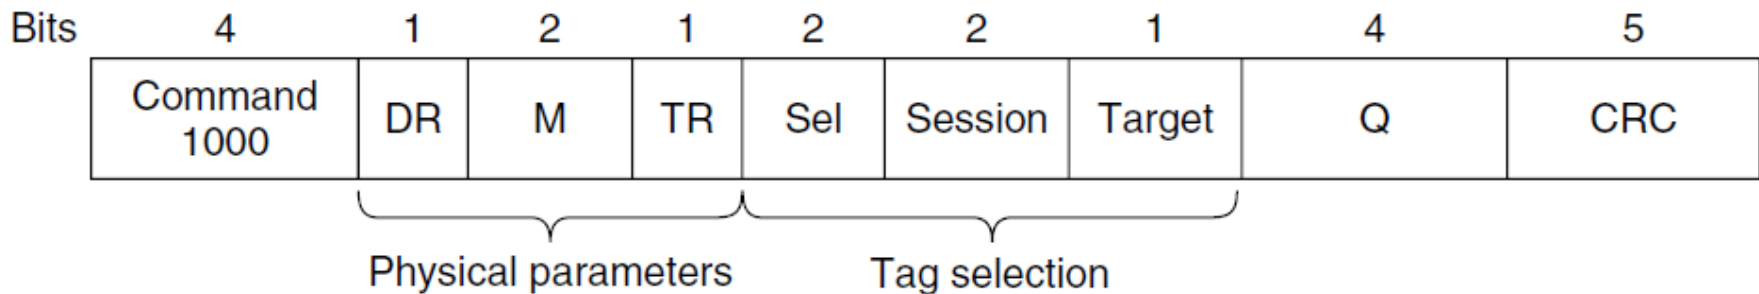 Bits 4 1 2 1 2 2 1 4 5
Command 1000 DR M TR Sel Session Target Q CRC
Physical parameters Tag selection